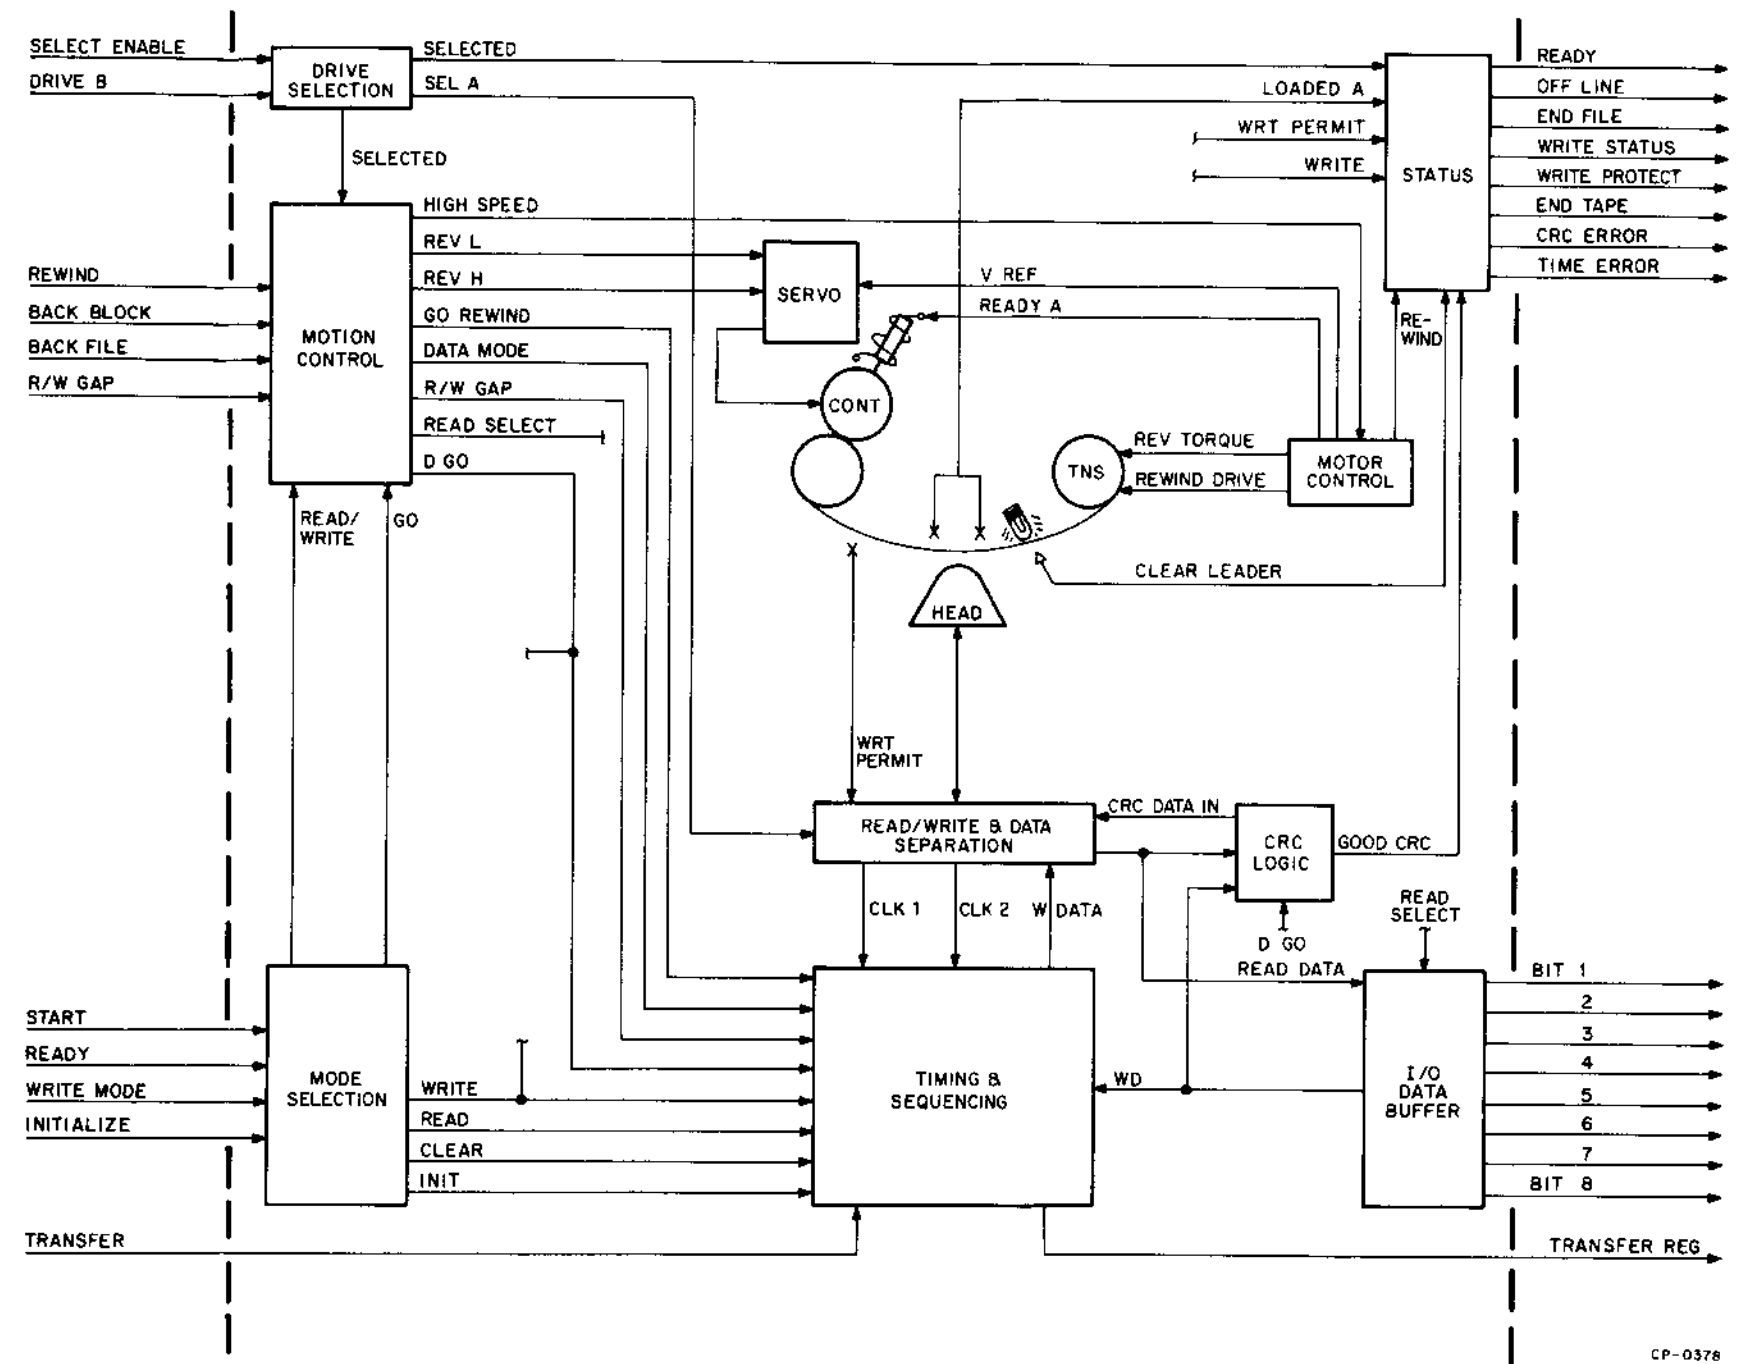 SELECT ENABLE
DRIVE B
DRIVE
SELECTION
SELECTED
SEL A
SELECTED
LOADED A
WRT PERMIT
WRITE
STATUS
READY
OFF LINE
END FILE
WRITE STATUS
WRITE PROTECT
END TAPE
CRC ERROR
TIME ERROR
REWIND
BACK BLOCK
BACK FILE
R/W GAP
MOTION
CONTROL
HIGH SPEED
REV L
REV H
GO REWIND
DATA MODE
R/W GAP
READ SELECT
D GO
SERVO
V REF
READY A
RE-
WIND
CONT
TNS
REV TORQUE
REWIND DRIVE
MOTOR
CONTROL
READ/
WRITE
GO
CLEAR LEADER
HEAD
WRT
PERMIT
READ/WRITE & DATA
SEPARATION
CRC DATA IN
CRC
LOGIC
GOOD CRC
CLK 1
CLK 2
W DATA
D GO
READ
SELECT
READ DATA
START
READY
WRITE MODE
INITIALIZE
MODE
SELECTION
WRITE
READ
CLEAR
INIT
TIMING &
SEQUENCING
WD
I/O
DATA
BUFFER
BIT 1
2
3
4
5
6
7
BIT 8
TRANSFER
TRANSFER REG
CP-0378